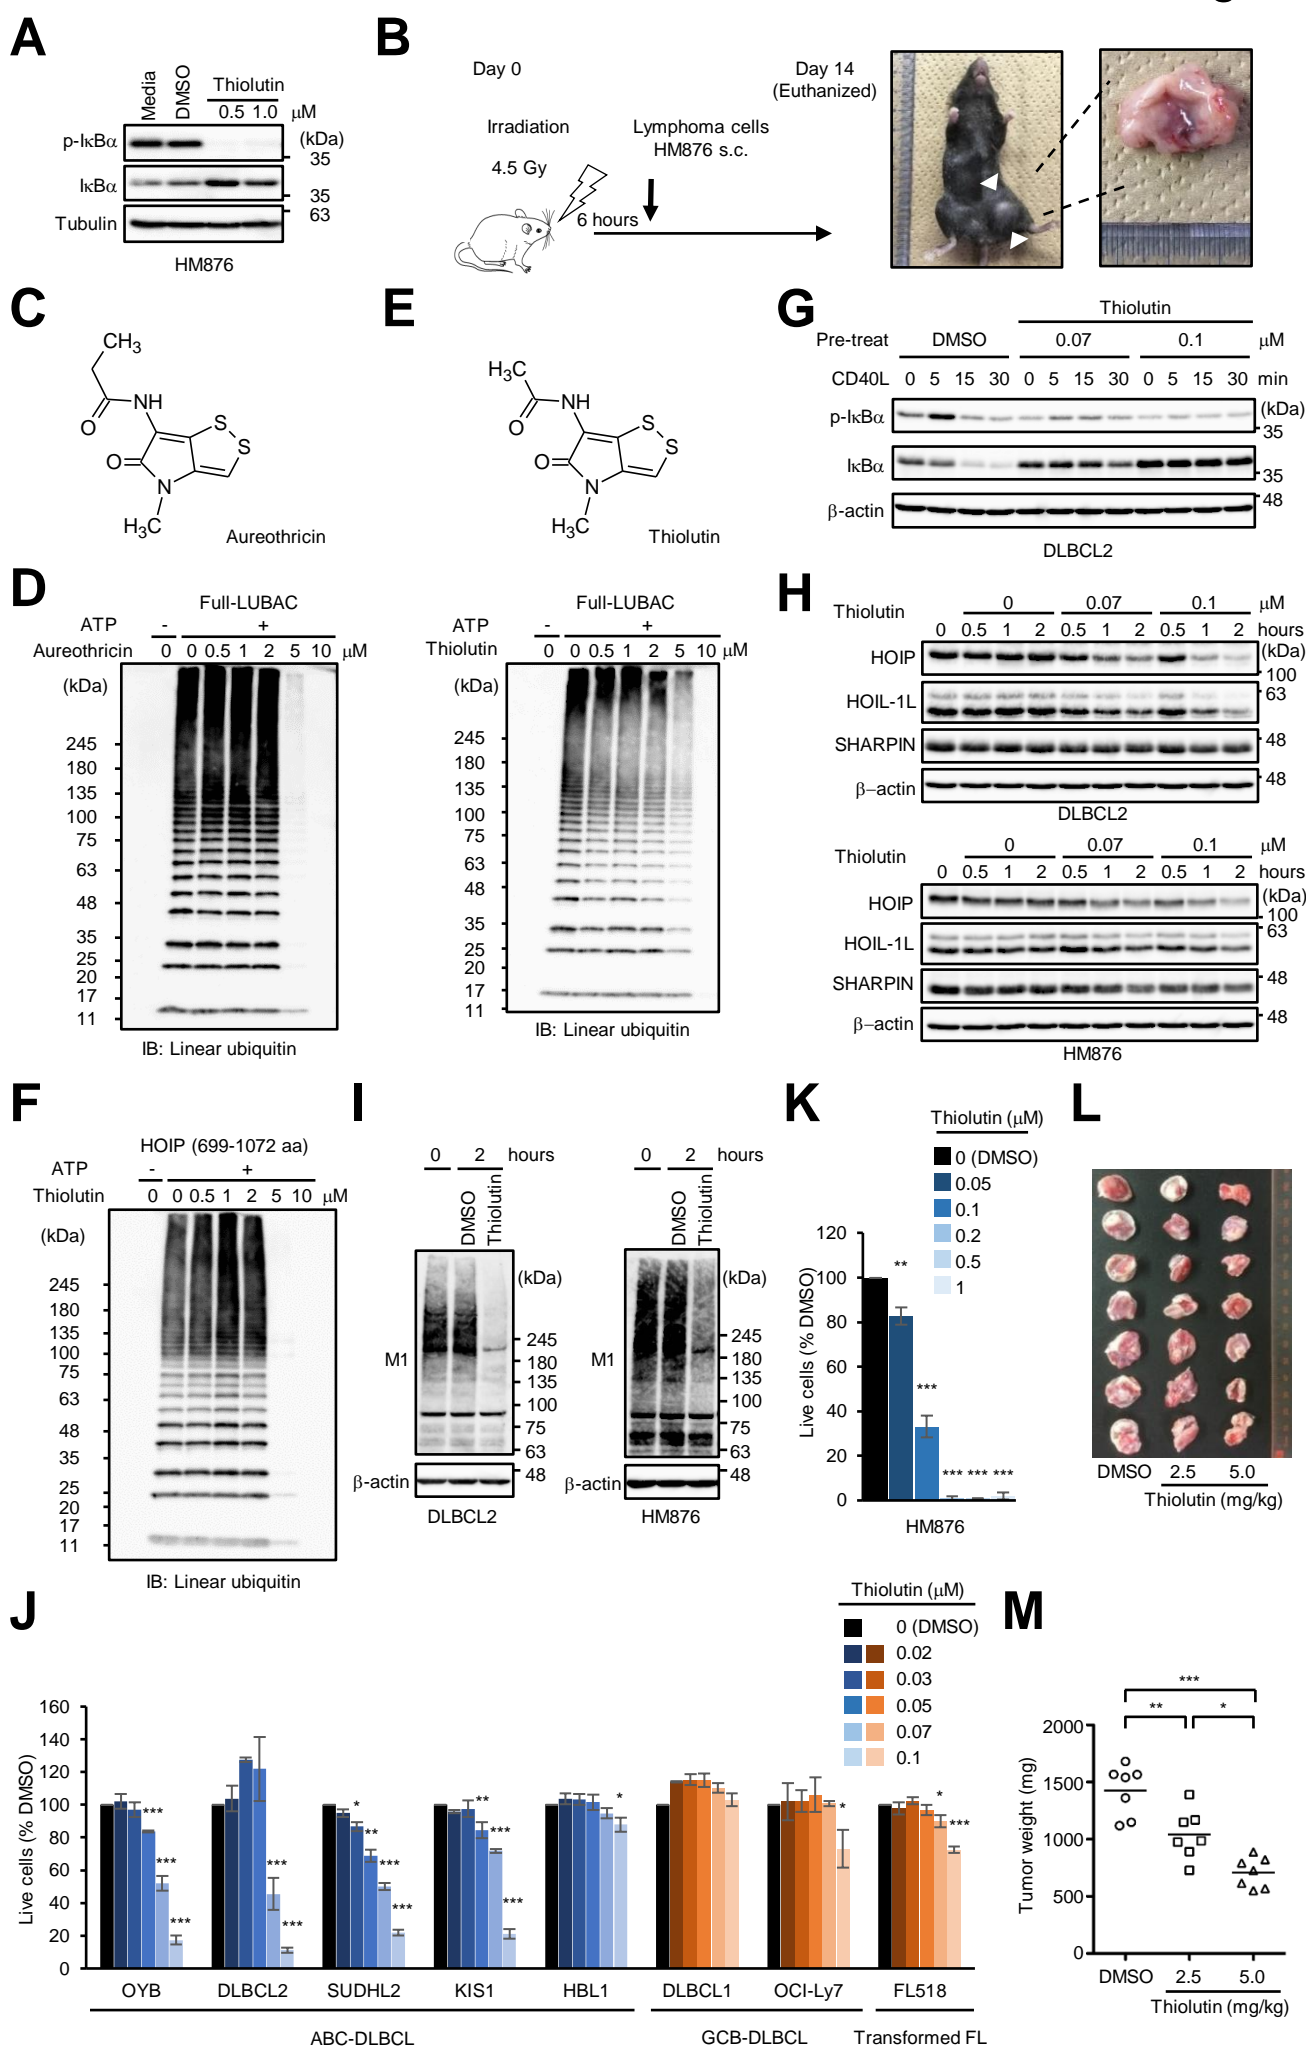 A
Media
DMSO
Thiolutin
0.5 1.0 μM
p-IκBα
(kDa)
35
IκBα
35
Tubulin
63
HM876
B
Day 0
Day 14
(Euthanized)
Irradiation
4.5 Gy
Lymphoma cells
HM876 s.c.
6 hours
C
CH3
NH
O
S
S
O
N
H3C
Aureothricin
E
H3C
NH
O
S
S
O
N
H3C
Thiolutin
G
Thiolutin
Pre-treat DMSO 0.07 0.1 μM
CD40L 0 5 15 30 0 5 15 30 0 5 15 30 min
p-IκBα
(kDa)
35
IκBα
35
β-actin
48
DLBCL2
D
Full-LUBAC
ATP - +
Aureothricin 0 0 0.5 1 2 5 10 μM
(kDa)
245
180
135
100
75
63
48
35
25
20
17
11
IB: Linear ubiquitin
Full-LUBAC
ATP - +
Thiolutin 0 0 0.5 1 2 5 10 μM
(kDa)
245
180
135
100
75
63
48
35
25
20
17
11
IB: Linear ubiquitin
H
Thiolutin 0 0.07 0.1 μM
0 0.5 1 2 0.5 1 2 0.5 1 2 hours
HOIP
(kDa)
100
HOIL-1L
63
SHARPIN
48
β−actin
48
DLBCL2
Thiolutin 0 0.07 0.1 μM
0 0.5 1 2 0.5 1 2 0.5 1 2 hours
HOIP
(kDa)
100
HOIL-1L
63
SHARPIN
48
β−actin
48
HM876
F
HOIP (699-1072 aa)
ATP - +
Thiolutin 0 0 0.5 1 2 5 10 μM
(kDa)
245
180
135
100
75
63
48
35
25
20
17
11
IB: Linear ubiquitin
I
0 2 hours
DMSO
Thiolutin
(kDa)
M1
245
180
135
100
75
63
β-actin
48
DLBCL2
0 2 hours
DMSO
Thiolutin
(kDa)
M1
245
180
135
100
75
63
β-actin
48
HM876
K
Thiolutin (μM)
0 (DMSO)
0.05
0.1
0.2
0.5
1
Live cells (% DMSO)
120
100
80
60
40
20
0
**
***
*** *** ***
HM876
L
DMSO 2.5 5.0
Thiolutin (mg/kg)
J
Thiolutin (μM)
0 (DMSO)
0.02
0.03
0.05
0.07
0.1
Live cells (% DMSO)
160
140
120
100
80
60
40
20
0
***
***
***
***
***
*
**
***
***
**
***
***
*
*
*
***
OYB DLBCL2 SUDHL2 KIS1 HBL1 DLBCL1 OCI-Ly7 FL518
ABC-DLBCL GCB-DLBCL Transformed FL
M
***
** *
Tumor weight (mg)
2000
1500
1000
500
0
DMSO 2.5 5.0
Thiolutin (mg/kg)